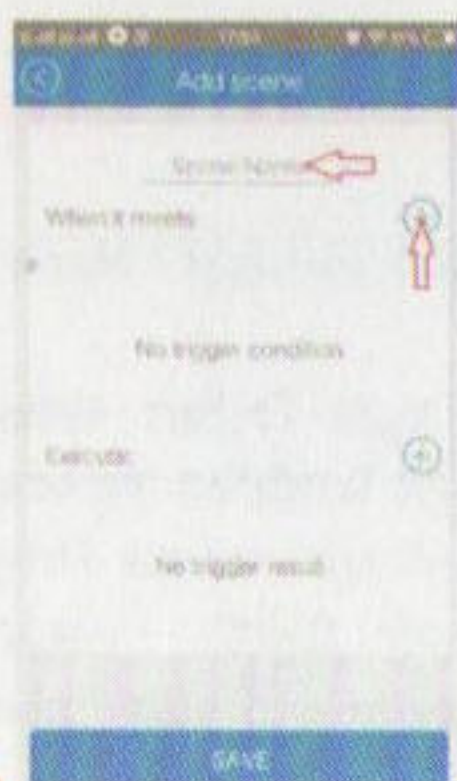 Add scene
Scene Name
When it meets
No trigger condition
Execute
No trigger result
SAVE